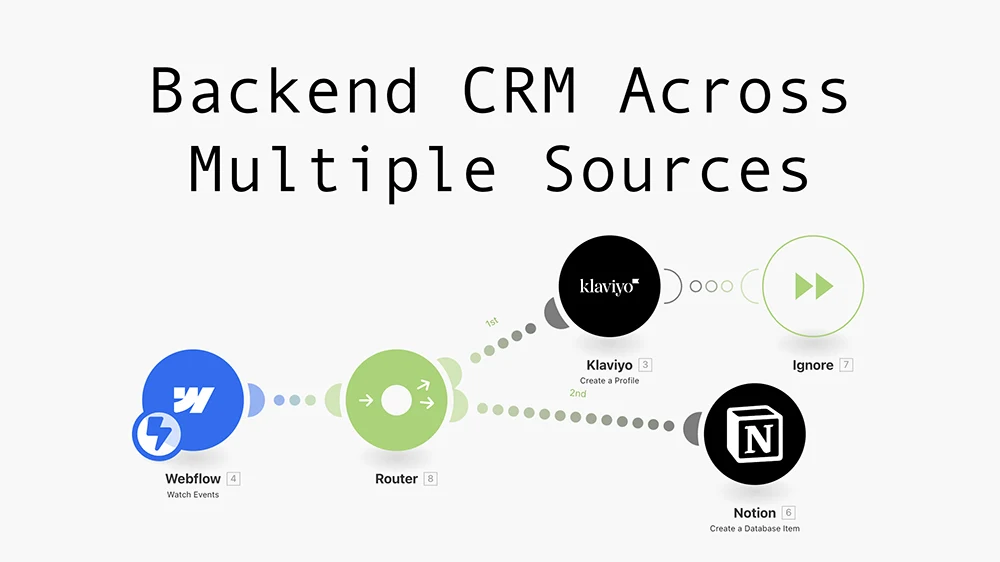 Backend CRM Across
Multiple Sources
klaviyo
1st
Klaviyo 3
Create a Profile
Ignore 7
2nd
W
Webflow 4
Watch Events
Router 8
N
Notion 6
Create a Database Item